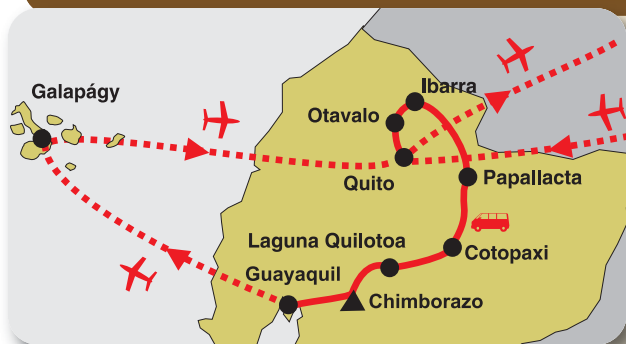 Galapágy
Ibarra
Otavalo
Quito
Papallacta
Laguna Quilotoa
Cotopaxi
Guayaquil
Chimborazo